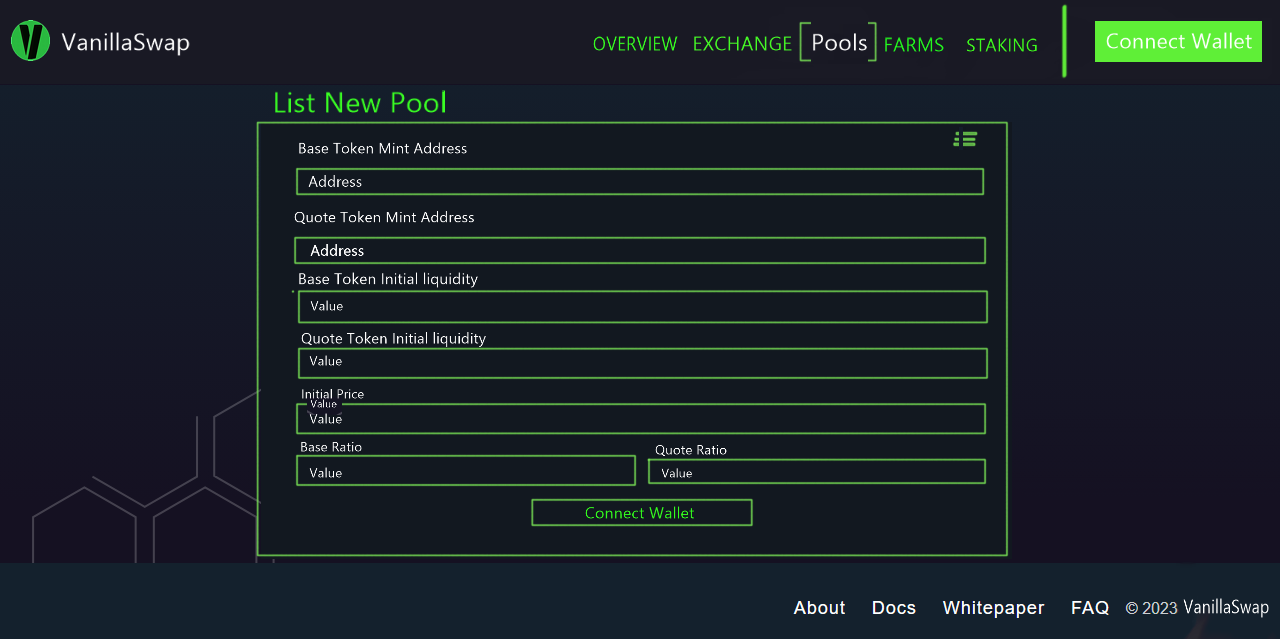 VanillaSwap
OVERVIEW EXCHANGE Pools FARMS STAKING Connect Wallet
List New Pool
Base Token Mint Address
Address
Quote Token Mint Address
Address
Base Token Initial liquidity
Value
Quote Token Initial liquidity
Value
Initial Price
Value
Value
Base Ratio Quote Ratio
Value Value
Connect Wallet
About Docs Whitepaper FAQ © 2023 VanillaSwap